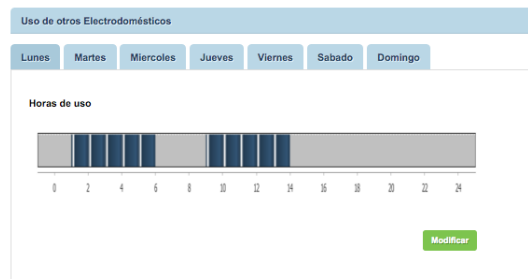 Uso de otros Electrodomésticos
Lunes Martes Miercoles Jueves Viernes Sabado Domingo
Horas de uso
0 2 4 6 8 10 12 14 16 18 20 22 24
Modificar